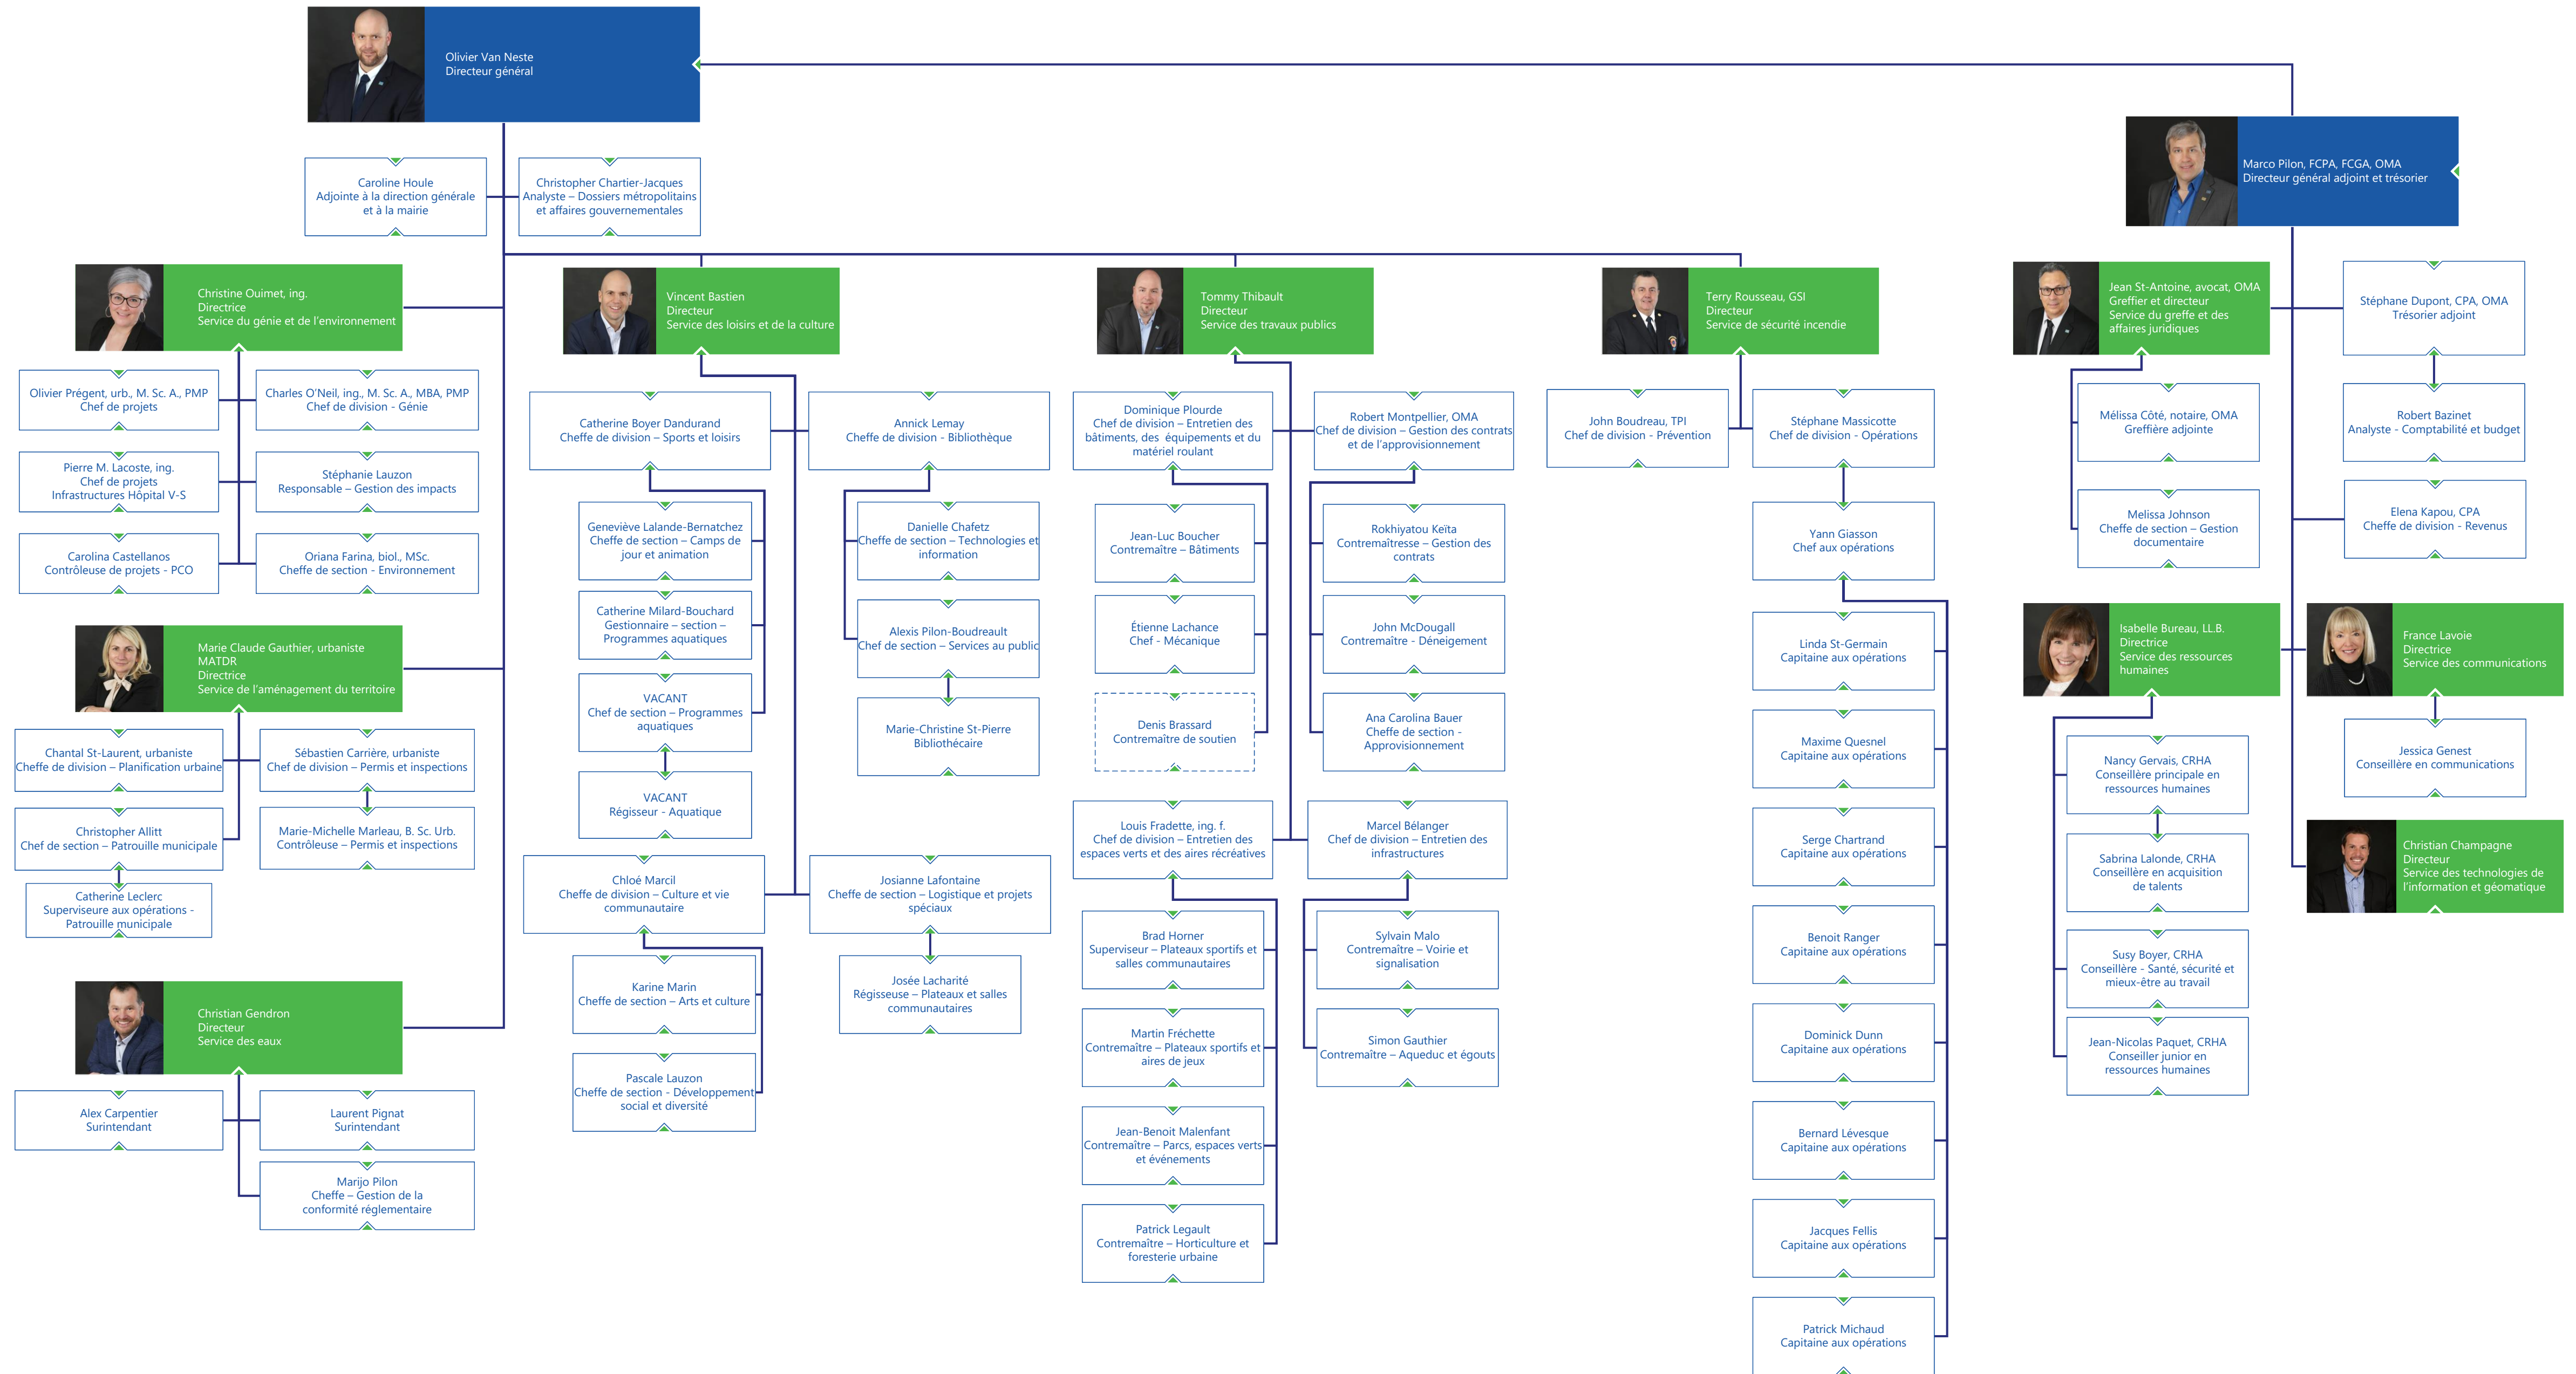 Olivier Van Neste
Directeur général
Marco Pilon, FCPA, FCGA, OMA
Directeur général adjoint et trésorier
Caroline Houle
Adjointe à la direction générale
et à la mairie
Christopher Chartier-Jacques
Analyste – Dossiers métropolitains
et affaires gouvernementales
Christine Ouimet, ing.
Directrice
Service du génie et de l'environnement
Olivier Prégent, urb., M. Sc. A., PMP
Chef de projets
Charles O'Neil, ing., M. Sc. A., MBA, PMP
Chef de division - Génie
Pierre M. Lacoste, ing.
Chef de projets
Infrastructures Hôpital V-S
Stéphanie Lauzon
Responsable – Gestion des impacts
Carolina Castellanos
Contrôleuse de projets - PCO
Oriana Farina, biol., MSc.
Cheffe de section - Environnement
Marie Claude Gauthier, urbaniste
MATDR
Directrice
Service de l'aménagement du territoire
Chantal St-Laurent, urbaniste
Cheffe de division – Planification urbaine
Sébastien Carrière, urbaniste
Chef de division – Permis et inspections
Christopher Allitt
Chef de section – Patrouille municipale
Marie-Michelle Marleau, B. Sc. Urb.
Contrôleuse – Permis et inspections
Catherine Leclerc
Superviseure aux opérations -
Patrouille municipale
Christian Gendron
Directeur
Service des eaux
Alex Carpentier
Surintendant
Laurent Pignat
Surintendant
Marijo Pilon
Cheffe – Gestion de la
conformité réglementaire
Vincent Bastien
Directeur
Service des loisirs et de la culture
Catherine Boyer Dandurand
Cheffe de division – Sports et loisirs
Annick Lemay
Cheffe de division - Bibliothèque
Geneviève Lalande-Bernatchez
Cheffe de section – Camps de
jour et animation
Catherine Milard-Bouchard
Gestionnaire – section –
Programmes aquatiques
VACANT
Chef de section – Programmes
aquatiques
VACANT
Régisseur - Aquatique
Danielle Chafetz
Cheffe de section – Technologies et
information
Alexis Pilon-Boudreault
Chef de section – Services au public
Marie-Christine St-Pierre
Bibliothécaire
Chloé Marcil
Cheffe de division – Culture et vie
communautaire
Josianne Lafontaine
Cheffe de section – Logistique et projets
spéciaux
Karine Marin
Cheffe de section – Arts et culture
Pascale Lauzon
Cheffe de section - Développement
social et diversité
Josée Lacharité
Régisseuse – Plateaux et salles
communautaires
Tommy Thibault
Directeur
Service des travaux publics
Dominique Plourde
Chef de division – Entretien des
bâtiments, des équipements et du
matériel roulant
Robert Montpellier, OMA
Chef de division – Gestion des contrats
et de l'approvisionnement
Jean-Luc Boucher
Contremaître – Bâtiments
Étienne Lachance
Chef - Mécanique
Denis Brassard
Contremaître de soutien
Rokhiyatou Keïta
Contremaîtresse – Gestion des
contrats
John McDougall
Contremaître - Déneigement
Ana Carolina Bauer
Cheffe de section -
Approvisionnement
Louis Fradette, ing. f.
Chef de division – Entretien des
espaces verts et des aires récréatives
Marcel Bélanger
Chef de division – Entretien des
infrastructures
Brad Horner
Superviseur – Plateaux sportifs et
salles communautaires
Martin Fréchette
Contremaître – Plateaux sportifs et
aires de jeux
Jean-Benoit Malenfant
Contremaître – Parcs, espaces verts
et événements
Patrick Legault
Contremaître – Horticulture et
foresterie urbaine
Sylvain Malo
Contremaître – Voirie et
signalisation
Simon Gauthier
Contremaître – Aqueduc et égouts
Terry Rousseau, GSI
Directeur
Service de sécurité incendie
John Boudreau, TPI
Chef de division - Prévention
Stéphane Massicotte
Chef de division - Opérations
Yann Giasson
Chef aux opérations
Linda St-Germain
Capitaine aux opérations
Maxime Quesnel
Capitaine aux opérations
Serge Chartrand
Capitaine aux opérations
Benoit Ranger
Capitaine aux opérations
Dominick Dunn
Capitaine aux opérations
Bernard Lévesque
Capitaine aux opérations
Jacques Fellis
Capitaine aux opérations
Patrick Michaud
Capitaine aux opérations
Jean St-Antoine, avocat, OMA
Greffier et directeur
Service du greffe et des
affaires juridiques
Mélissa Côté, notaire, OMA
Greffière adjointe
Melissa Johnson
Cheffe de section – Gestion
documentaire
Stéphane Dupont, CPA, OMA
Trésorier adjoint
Robert Bazinet
Analyste - Comptabilité et budget
Elena Kapou, CPA
Cheffe de division - Revenus
Isabelle Bureau, LL.B.
Directrice
Service des ressources
humaines
Nancy Gervais, CRHA
Conseillère principale en
ressources humaines
Sabrina Lalonde, CRHA
Conseillère en acquisition
de talents
Susy Boyer, CRHA
Conseillère - Santé, sécurité et
mieux-être au travail
Jean-Nicolas Paquet, CRHA
Conseiller junior en
ressources humaines
France Lavoie
Directrice
Service des communications
Jessica Genest
Conseillère en communications
Christian Champagne
Directeur
Service des technologies de
l'information et géomatique